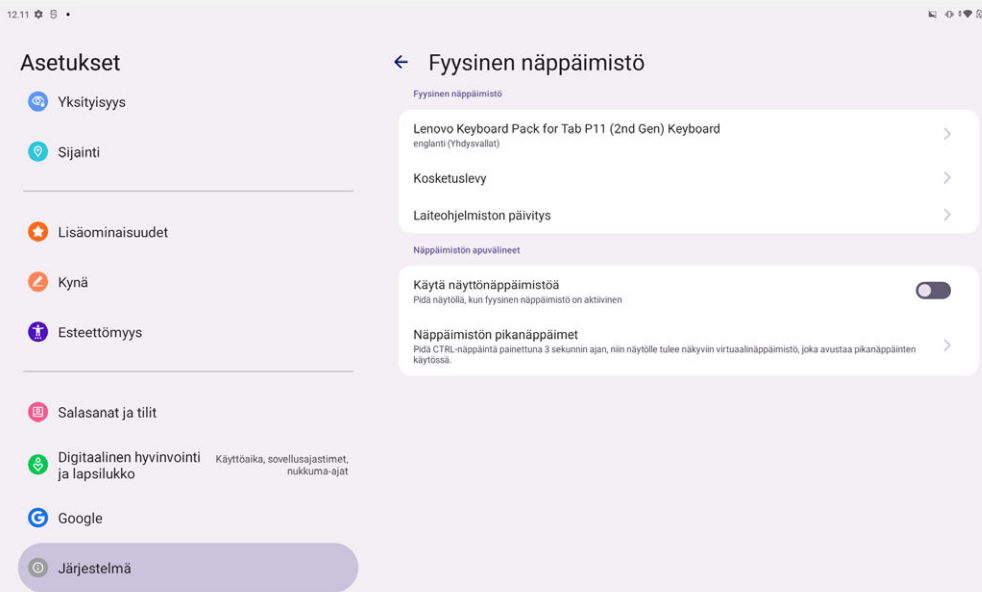 12.11
Asetukset
Yksityisyys
Sijainti
Lisäominaisuudet
Kynä
Esteettömyys
Salasanat ja tilit
Digitaalinen hyvinvointi
ja lapsilukko
Käyttöaika, sovellusajastimet,
nukkuma-ajat
Google
Järjestelmä
Fyysinen näppäimistö
Fyysinen näppäimistö
Lenovo Keyboard Pack for Tab P11 (2nd Gen) Keyboard
englanti (Yhdysvallat)
Kosketuslevy
Laiteohjelmiston päivitys
Näppäimistön apuvälineet
Käytä näyttönäppäimistöä
Pidä näytöllä, kun fyysinen näppäimistö on aktiivinen
Näppäimistön pikanäppäimet
Pidä CTRL-näppäintä painettuna 3 sekunnin ajan, niin näytölle tulee näkyviin virtuaalinäppäimistö, joka avustaa pikanäppäinten
käytössä.